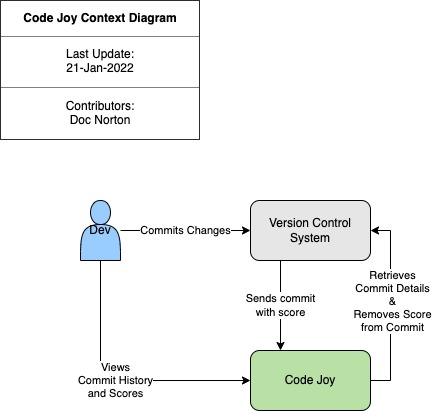 Code Joy Context Diagram
Last Update:
21-Jan-2022
Contributors:
Doc Norton
Dev
Commits Changes
Version Control
System
Sends commit
with score
Retrieves
Commit Details
&
Removes Score
from Commit
Views
Commit History
and Scores
Code Joy